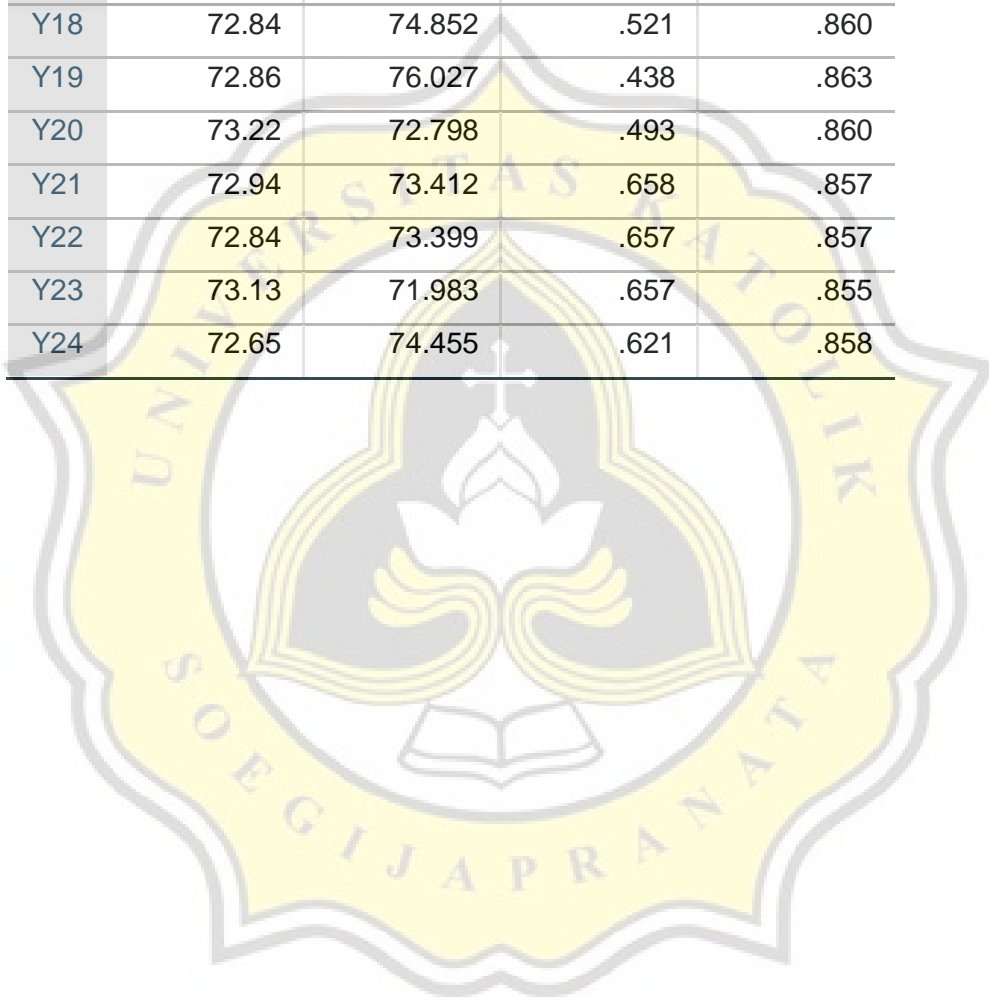 Y18 72.84 74.852 .521 .860
Y19 72.86 76.027 .438 .863
Y20 73.22 72.798 .493 .860
Y21 72.94 73.412 .658 .857
Y22 72.84 73.399 .657 .857
Y23 73.13 71.983 .657 .855
Y24 72.65 74.455 .621 .858
UNIVERSITAS KATOLIK
SOEGIJAPRANATA